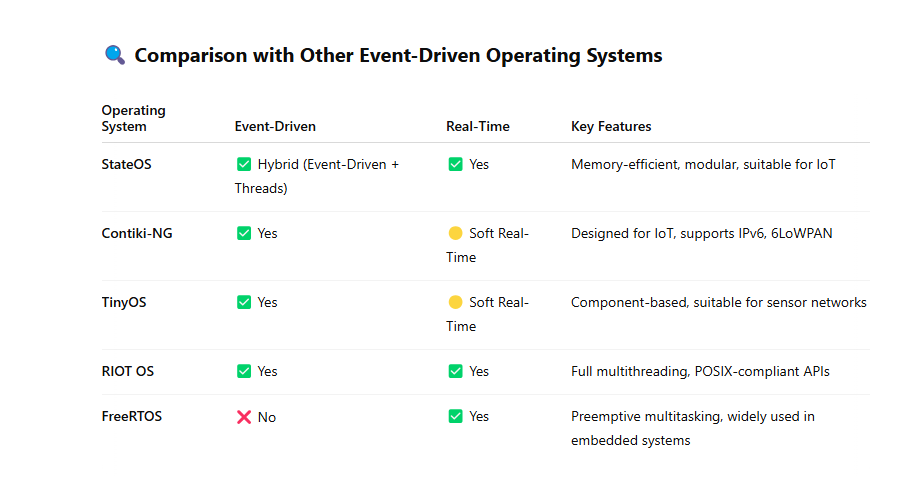 🔍 Comparison with Other Event-Driven Operating Systems
Operating
System
Event-Driven
Real-Time
Key Features
StateOS
✅ Hybrid (Event-Driven +
Threads)
✅ Yes
Memory-efficient, modular, suitable for IoT
Contiki-NG
✅ Yes
🟡 Soft Real-
Time
Designed for IoT, supports IPv6, 6LoWPAN
TinyOS
✅ Yes
🟡 Soft Real-
Time
Component-based, suitable for sensor networks
RIOT OS
✅ Yes
✅ Yes
Full multithreading, POSIX-compliant APIs
FreeRTOS
❌ No
✅ Yes
Preemptive multitasking, widely used in
embedded systems